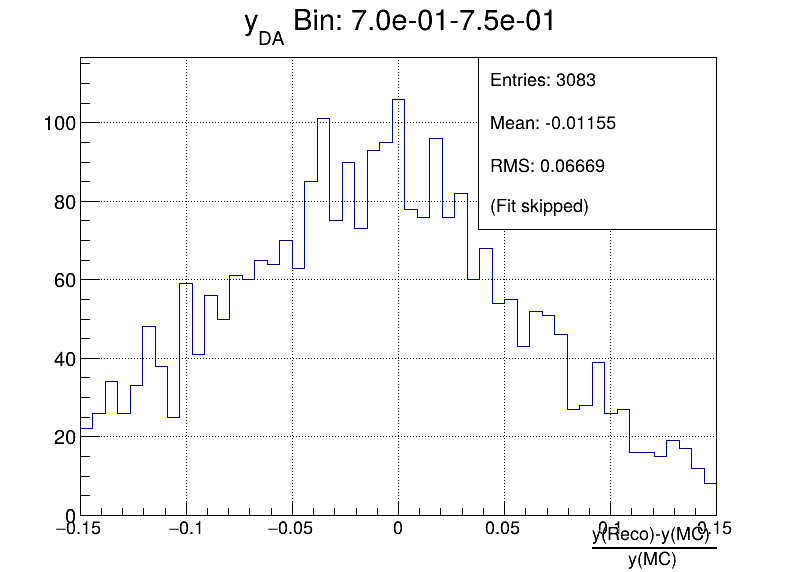 y_DA Bin: 7.0e-01-7.5e-01
Entries: 3083
Mean: -0.01155
RMS: 0.06669
(Fit skipped)
100
80
60
40
20
0
−0.15 −0.1 −0.05 0 0.05 0.1 0.15
y(Reco)-y(MC)
y(MC)